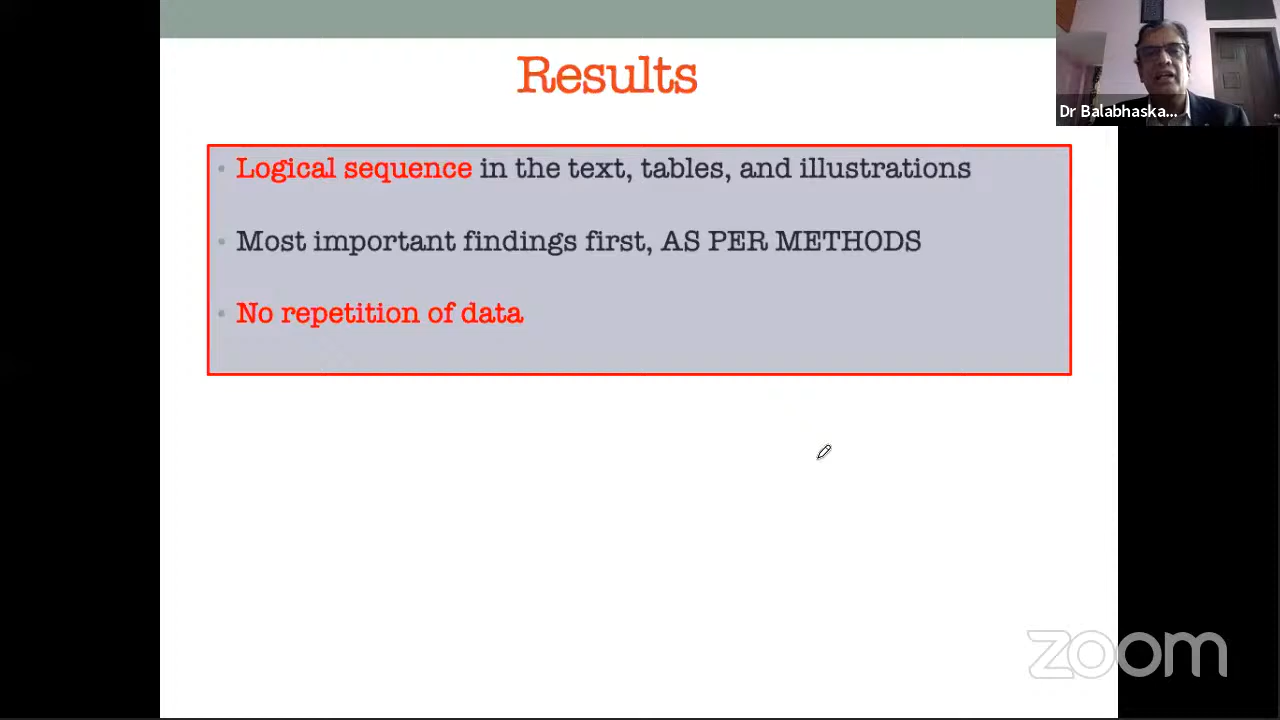 Results
Dr Balabhaska...
• Logical sequence in the text, tables, and illustrations
• Most important findings first, AS PER METHODS
• No repetition of data
zoom